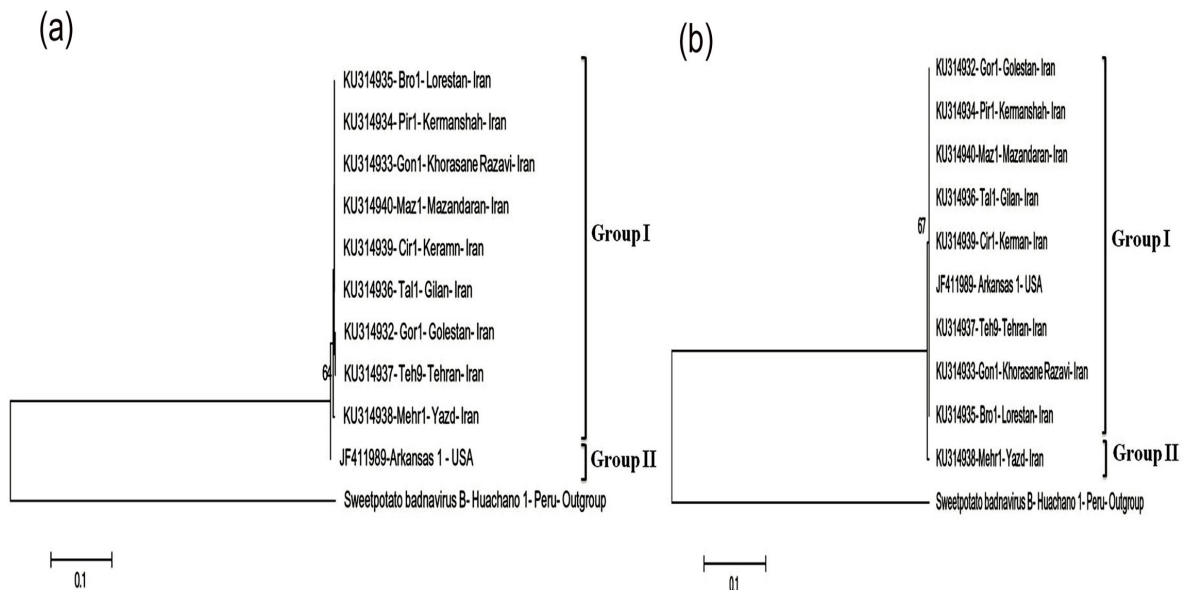 (a)
KU314935-Bro1-Lorestan-Iran
KU314934-Pir1-Kermanshah-Iran
KU314933-Gon1-Khorasane Razavi-Iran
KU314940-Maz1-Mazandaran-Iran
KU314939-Cir1-Keramn-Iran
KU314936-Tal1-Gilan-Iran
KU314932-Gor1-Golestan-Iran
64
KU314937-Teh9-Tehran-Iran
KU314938-Mehr1-Yazd-Iran
Group I
JF411989-Arkansas 1-USA
Group II
Sweetpotato badnavirus B-Huachano 1-Peru-Outgroup
0.1
(b)
KU314932-Gor1-Golestan-Iran
KU314934-Pir1-Kermanshah-Iran
KU314940-Maz1-Mazandaran-Iran
KU314936-Tal1-Gilan-Iran
67
KU314939-Cir1-Kerman-Iran
JF411989-Arkansas 1-USA
KU314937-Teh9-Tehran-Iran
KU314933-Gon1-Khorasane Razavi-Iran
KU314935-Bro1-Lorestan-Iran
Group I
KU314938-Mehr1-Yazd-Iran
Group II
Sweetpotato badnavirus B-Huachano 1-Peru-Outgroup
0.1